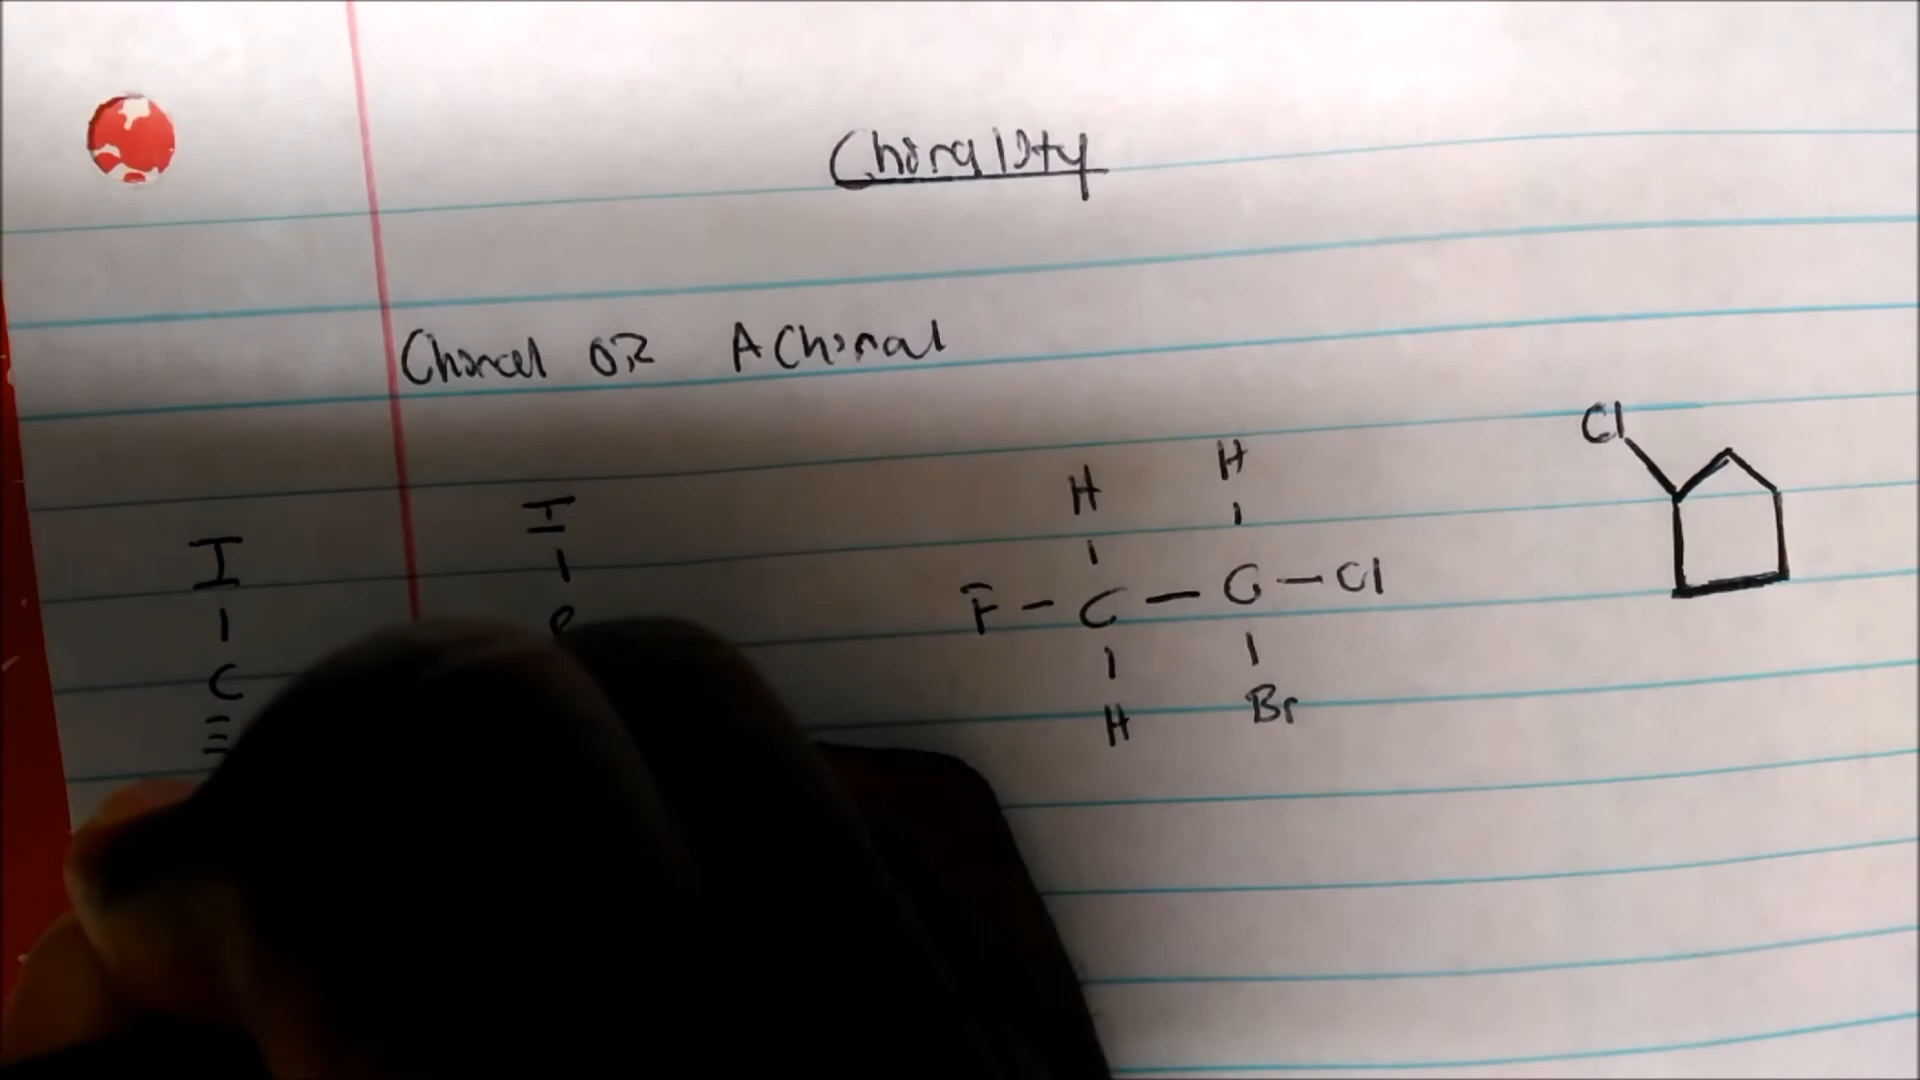 Chirality
Chiral OR AChiral
Cl
H H
I I
F - C - C - Cl
C C
H Br